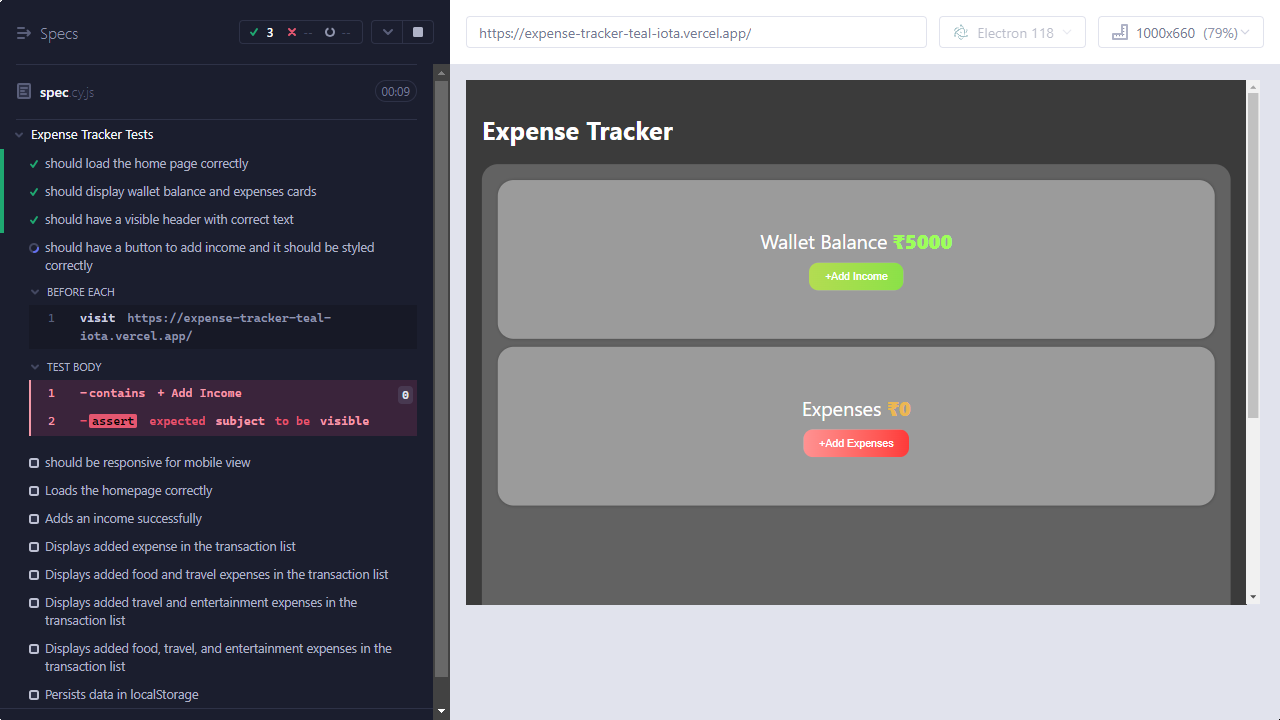 Specs
3 -- --
spec.cy.js
00:09
Expense Tracker Tests
should load the home page correctly
should display wallet balance and expenses cards
should have a visible header with correct text
should have a button to add income and it should be styled
correctly
BEFORE EACH
1 visit https://expense-tracker-teal-
iota.vercel.app/
TEST BODY
1 -contains + Add Income 0
2 -assert expected subject to be visible
should be responsive for mobile view
Loads the homepage correctly
Adds an income successfully
Displays added expense in the transaction list
Displays added food and travel expenses in the transaction list
Displays added travel and entertainment expenses in the
transaction list
Displays added food, travel, and entertainment expenses in the
transaction list
Persists data in localStorage
https://expense-tracker-teal-iota.vercel.app/
Electron 118
1000x660 (79%)
Expense Tracker
Wallet Balance ₹5000
+Add Income
Expenses ₹0
+Add Expenses